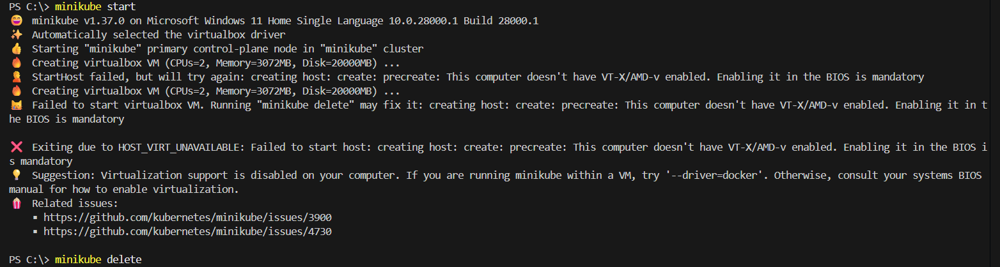 PS C:\> minikube start
😄  minikube v1.37.0 on Microsoft Windows 11 Home Single Language 10.0.28000.1 Build 28000.1
✨  Automatically selected the virtualbox driver
👍  Starting "minikube" primary control-plane node in "minikube" cluster
🔥  Creating virtualbox VM (CPUs=2, Memory=3072MB, Disk=20000MB) ...
🤦  StartHost failed, but will try again: creating host: create: precreate: This computer doesn't have VT-X/AMD-v enabled. Enabling it in the BIOS is mandatory
🔥  Creating virtualbox VM (CPUs=2, Memory=3072MB, Disk=20000MB) ...
😿  Failed to start virtualbox VM. Running "minikube delete" may fix it: creating host: create: precreate: This computer doesn't have VT-X/AMD-v enabled. Enabling it in t
he BIOS is mandatory
❌  Exiting due to HOST_VIRT_UNAVAILABLE: Failed to start host: creating host: create: precreate: This computer doesn't have VT-X/AMD-v enabled. Enabling it in the BIOS i
s mandatory
💡  Suggestion: Virtualization support is disabled on your computer. If you are running minikube within a VM, try '--driver=docker'. Otherwise, consult your systems BIOS
manual for how to enable virtualization.
🍿  Related issues:
▪ https://github.com/kubernetes/minikube/issues/3900
▪ https://github.com/kubernetes/minikube/issues/4730
PS C:\> minikube delete